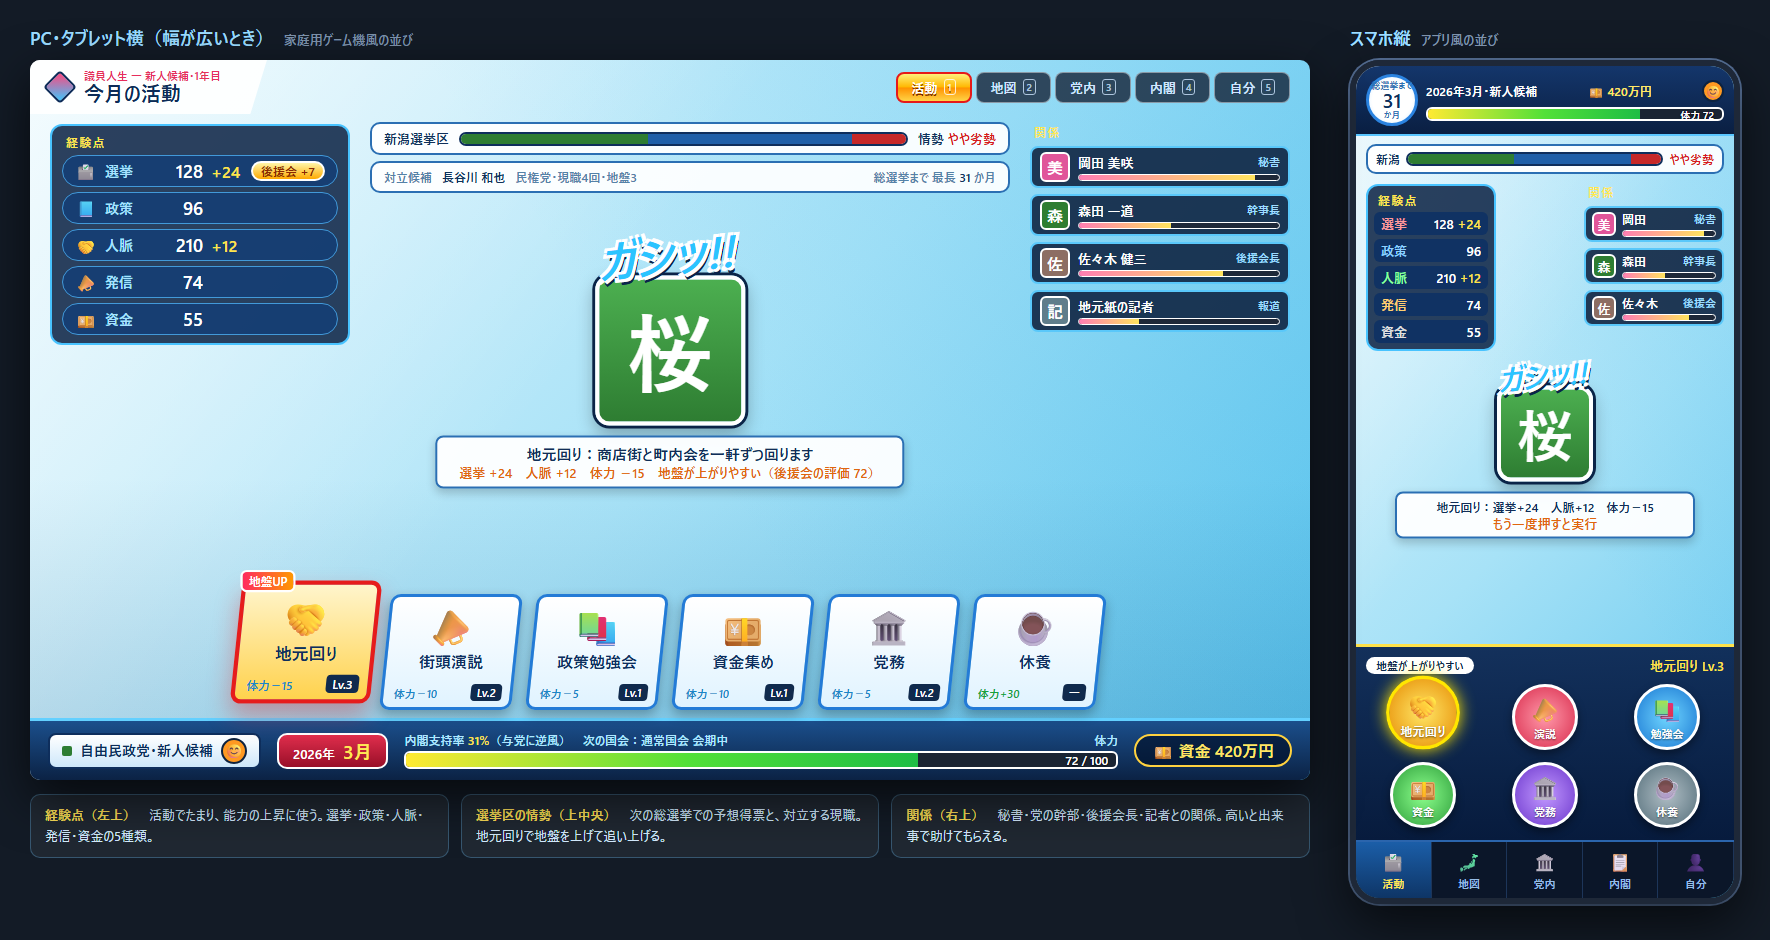 PC・タブレット横（幅が広いとき） 家庭用ゲーム機風の並び
議員人生 — 新人候補・1年目
今月の活動
活動 1
地図 2
党内 3
内閣 4
自分 5
経験点
選挙 128 +24 後援会 +7
政策 96
人脈 210 +12
発信 74
資金 55
新潟選挙区 情勢 やや劣勢
対立候補 長谷川 和也 民権党・現職4回・地盤3 総選挙まで 最長 31 か月
関係
美 岡田 美咲 秘書
森 森田 一道 幹事長
佐 佐々木 健三 後援会長
記 地元紙の記者 報道
ガシッ!!
桜
地元回り：商店街と町内会を一軒ずつ回ります
選挙 +24 人脈 +12 体力 −15 地盤が上がりやすい（後援会の評価 72）
地盤UP
地元回り
体力−15 Lv.3
街頭演説
体力−10 Lv.2
政策勉強会
体力−5 Lv.1
資金集め
体力−10 Lv.1
党務
体力−5 Lv.2
休養
体力+30 —
自由民政党・新人候補
2026年 3月
内閣支持率 31%（与党に逆風） 次の国会：通常国会 会期中 体力
72 / 100
資金 420万円
経験点（左上） 活動でたまり、能力の上昇に使う。選挙・政策・人脈・
発信・資金の5種類。
選挙区の情勢（上中央） 次の総選挙での予想得票と、対立する現職。
地元回りで地盤を上げて追い上げる。
関係（右上） 秘書・党の幹部・後援会長・記者との関係。高いと出来
事で助けてもらえる。
スマホ縦 アプリ風の並び
総選挙まで
31
か月
2026年3月・新人候補 420万円
体力 72
新潟 やや劣勢
経験点
選挙 128 +24
政策 96
人脈 210 +12
発信 74
資金 55
関係
美 岡田 秘書
森 森田 幹事長
佐 佐々木 後援会
ガシッ!!
桜
地元回り：選挙+24 人脈+12 体力−15
もう一度押すと実行
地盤が上がりやすい 地元回り Lv.3
地元回り
演説
勉強会
資金
党務
休養
活動
地図
党内
内閣
自分